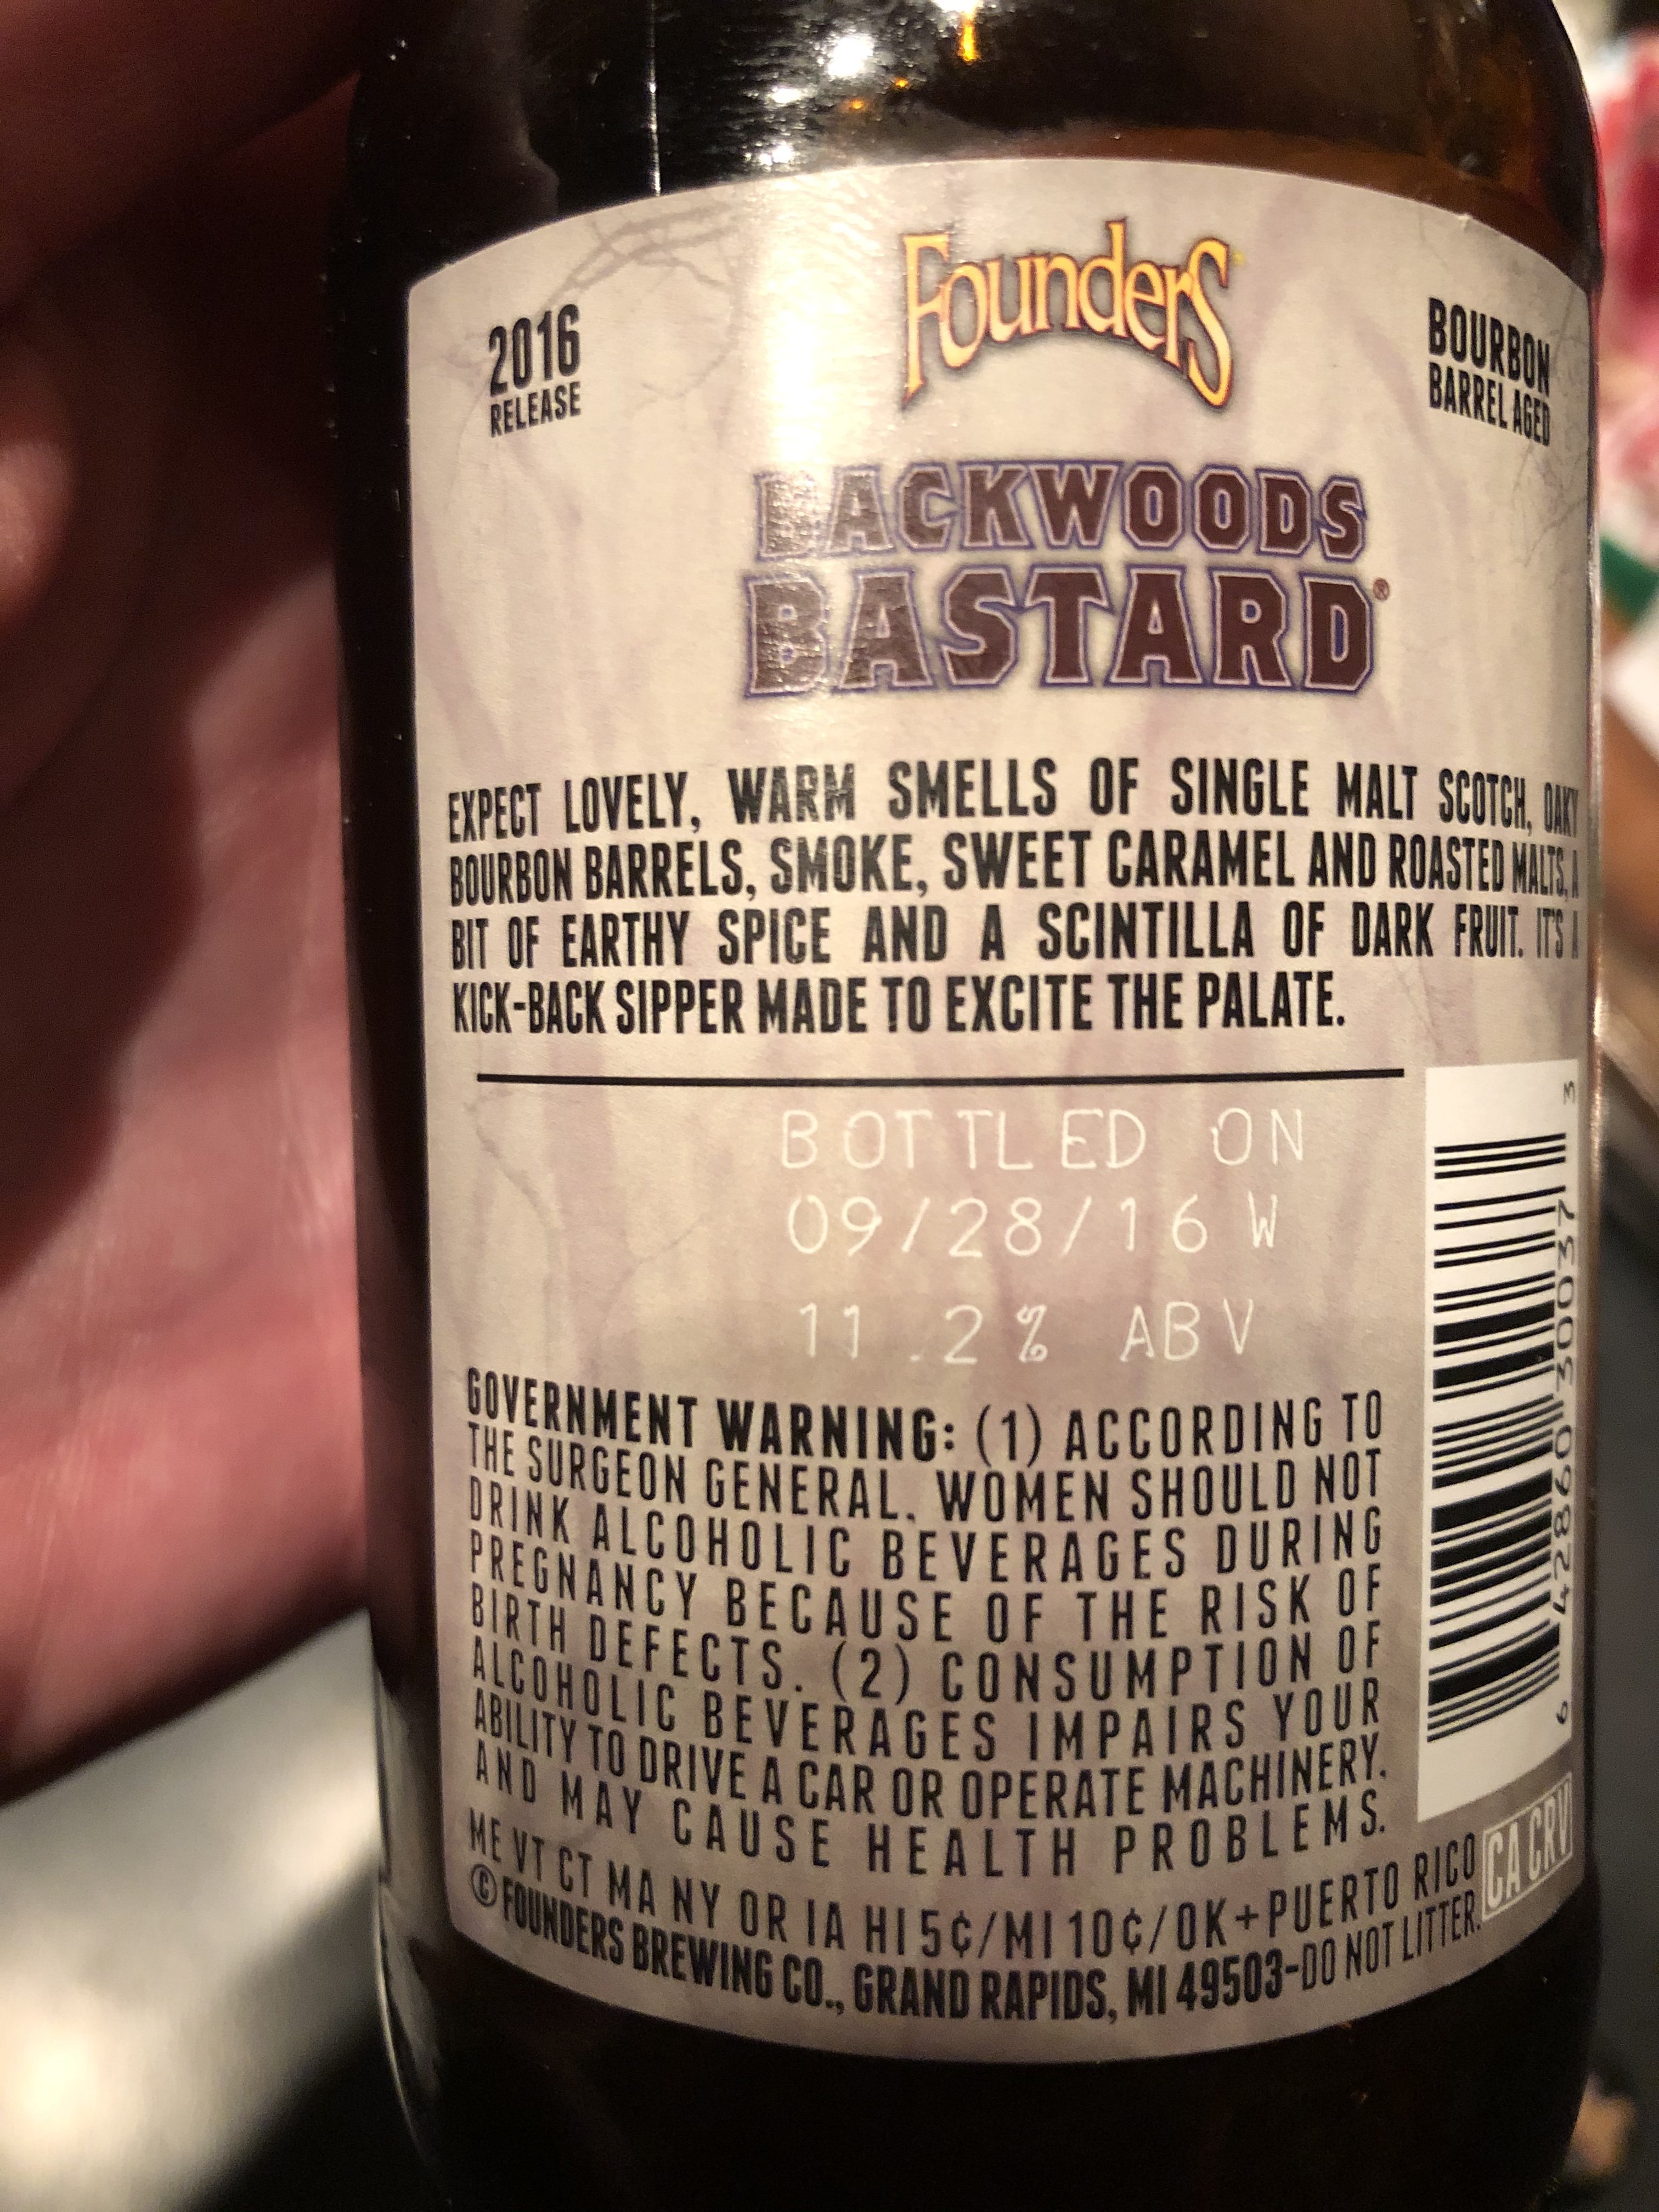 2016
RELEASE
Founders
BOURBON
BARREL AGED
BACKWOODS
BASTARD®
EXPECT LOVELY, WARM SMELLS OF SINGLE MALT SCOTCH, OAKY
BOURBON BARRELS, SMOKE, SWEET CARAMEL AND ROASTED MALTS, A
BIT OF EARTHY SPICE AND A SCINTILLA OF DARK FRUIT. IT'S A
KICK-BACK SIPPER MADE TO EXCITE THE PALATE.
BOTTLED ON
09/28/16 W
11.2% ABV
GOVERNMENT WARNING: (1) ACCORDING TO
THE SURGEON GENERAL, WOMEN SHOULD NOT
DRINK ALCOHOLIC BEVERAGES DURING
PREGNANCY BECAUSE OF THE RISK OF
BIRTH DEFECTS. (2) CONSUMPTION OF
ALCOHOLIC BEVERAGES IMPAIRS YOUR
ABILITY TO DRIVE A CAR OR OPERATE MACHINERY,
AND MAY CAUSE HEALTH PROBLEMS.
ME VT CT MA NY OR IA HI 5¢/MI 10¢/OK+PUERTO RICO
© FOUNDERS BREWING CO., GRAND RAPIDS, MI 49503-DO NOT LITTER.
CA CRV
6 42860 30037 3